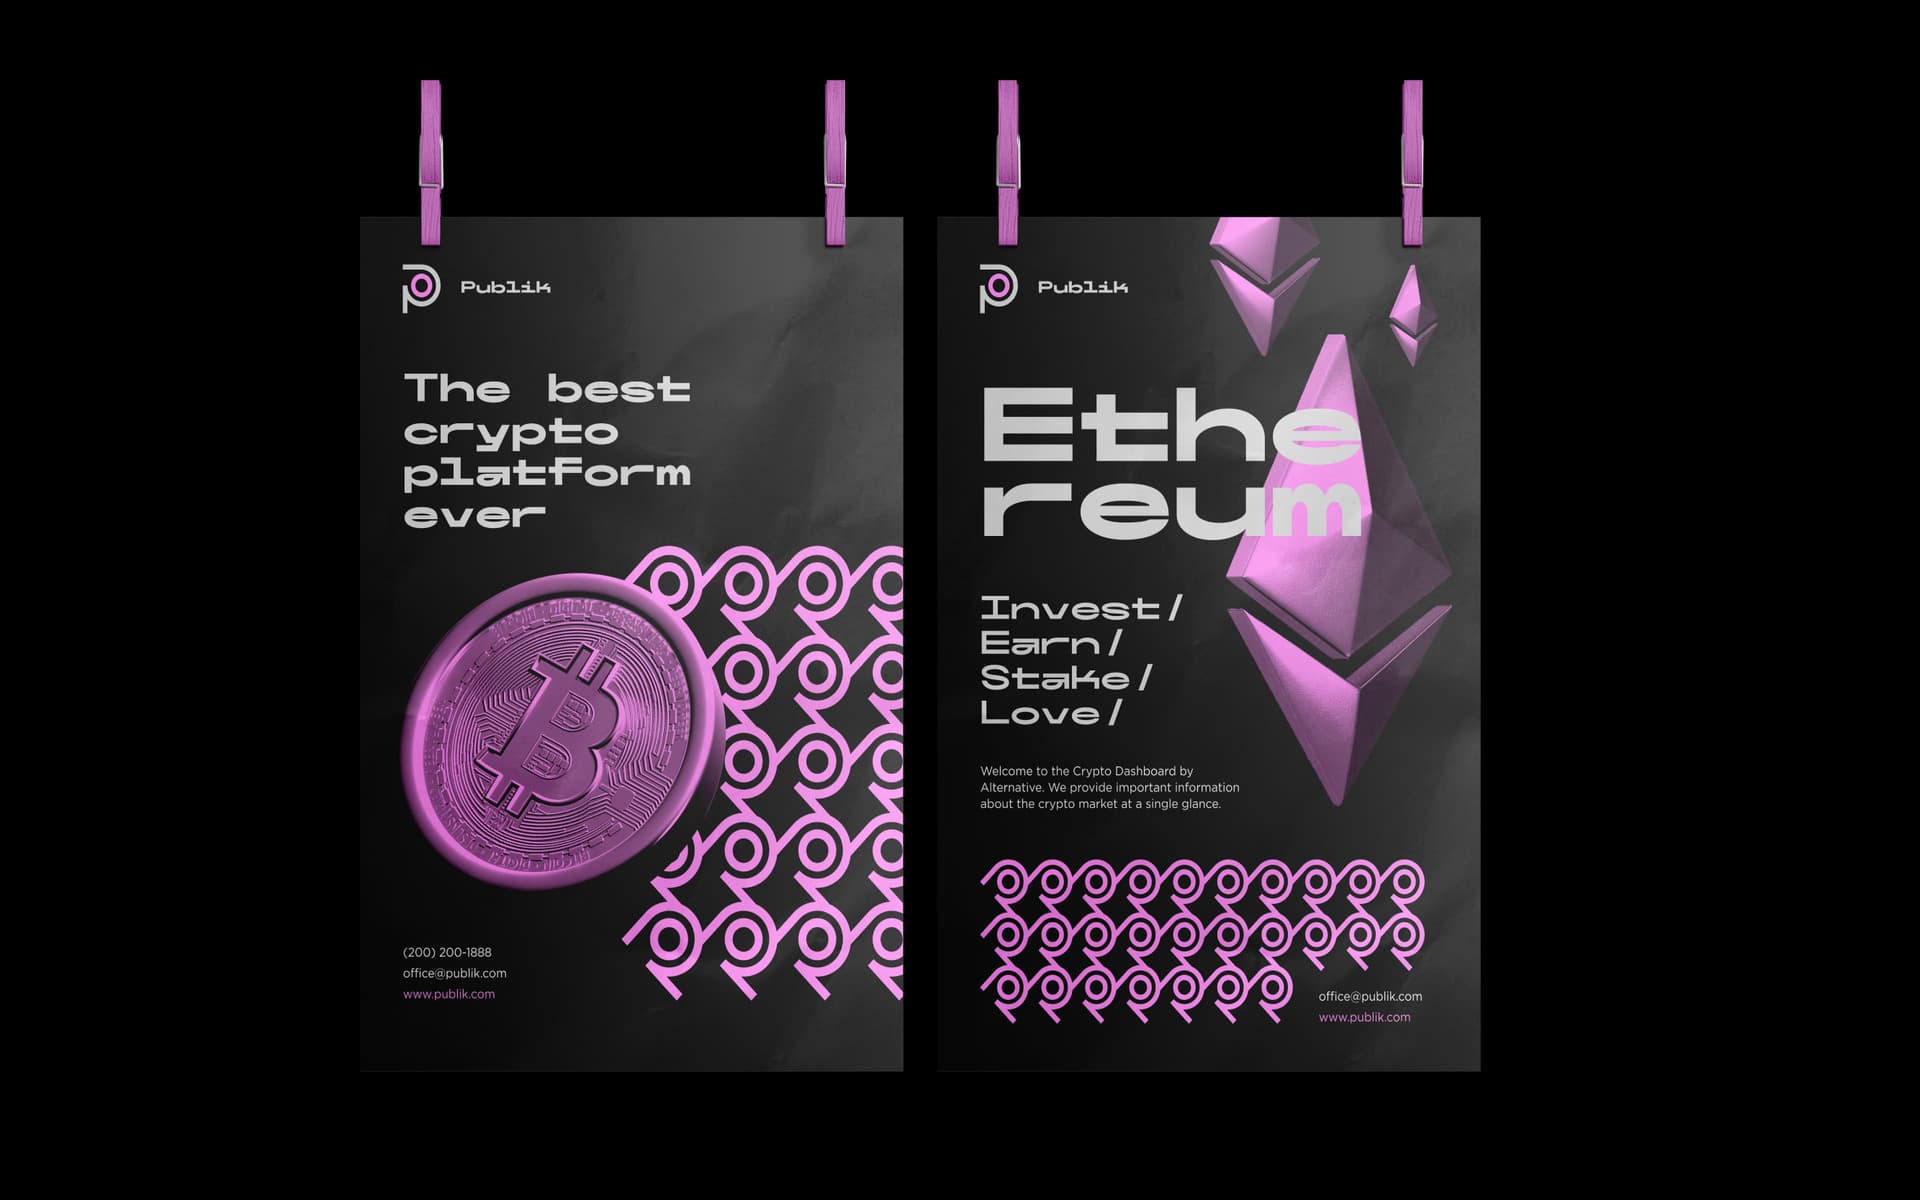 Publik
The best
crypto
platform
ever
(200) 200-1888
office@publik.com
www.publik.com
Publik
Ethe
reum
Invest/
Earn/
Stake/
Love/
Welcome to the Crypto Dashboard by
Alternative. We provide important information
about the crypto market at a single glance.
office@publik.com
www.publik.com